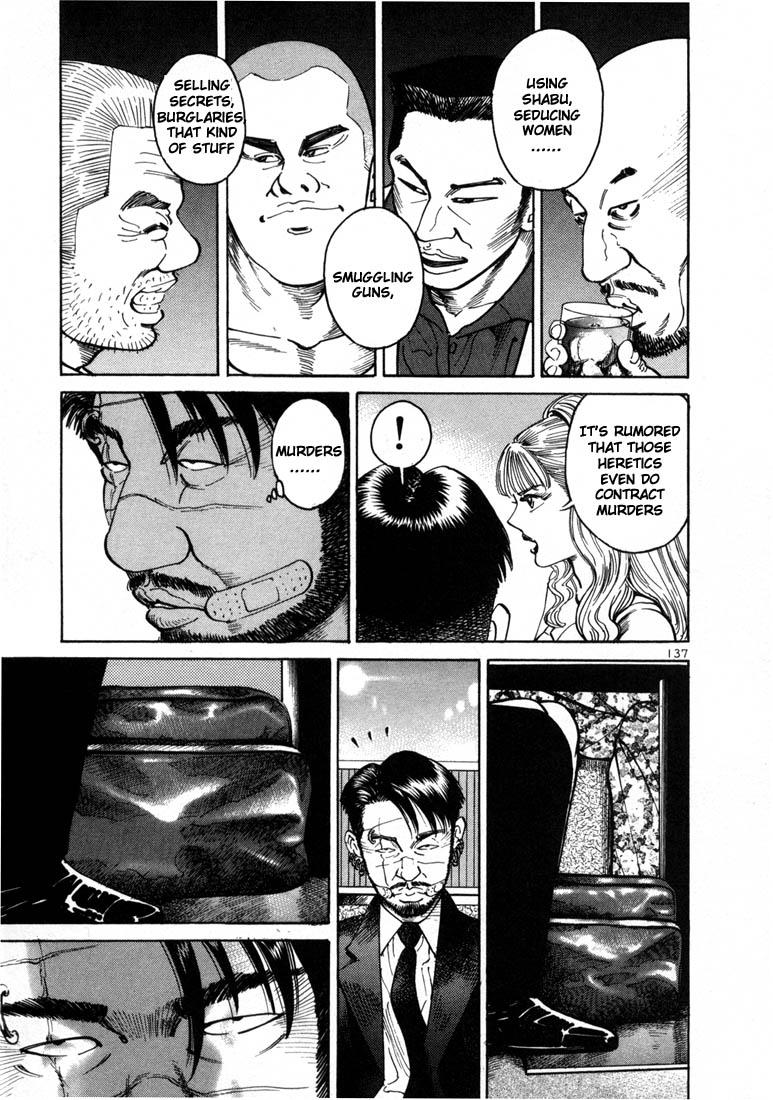 USING
SHABU,
SEDUCING
WOMEN
......
SMUGGLING
GUNS,
SELLING
SECRETS,
BURGLARIES,
THAT KIND
OF STUFF
IT'S RUMORED
THAT THOSE
HERETICS
EVEN DO
CONTRACT
MURDERS
!
MURDERS
......
137